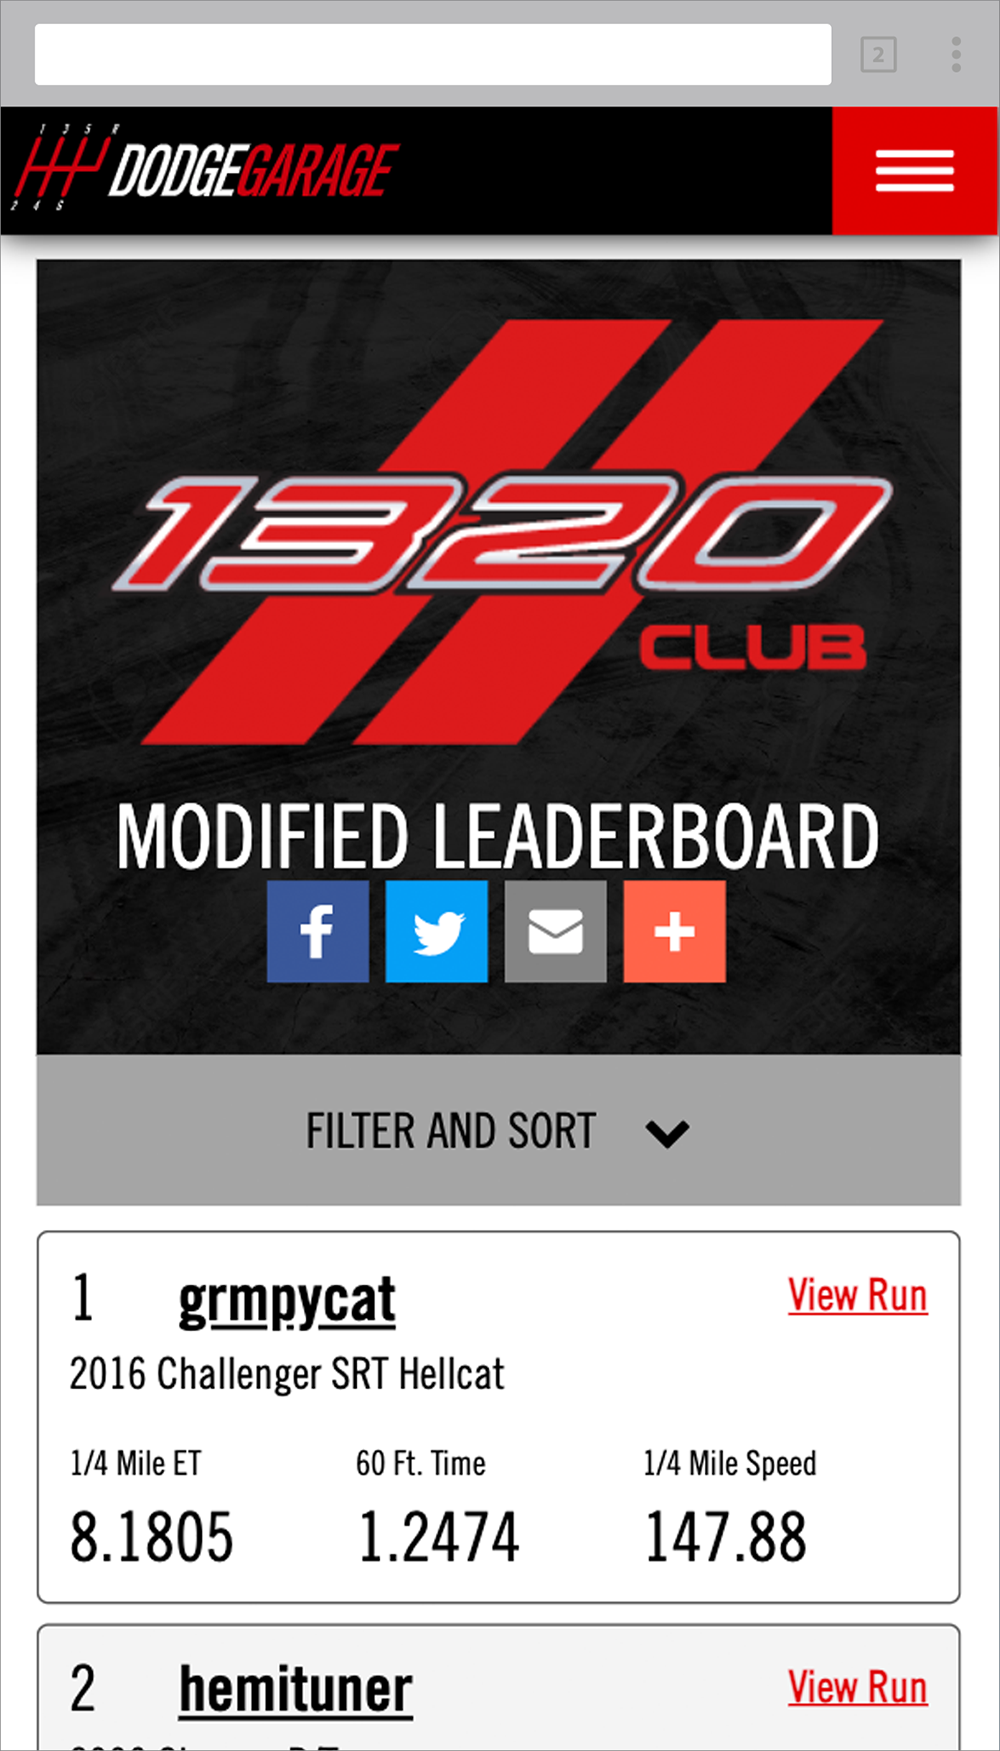 2
1 3 5 R
DODGEGARAGE
2 4 S
1320
CLUB
MODIFIED LEADERBOARD
FILTER AND SORT
1 grmpycat View Run
2016 Challenger SRT Hellcat
1/4 Mile ET 60 Ft. Time 1/4 Mile Speed
8.1805 1.2474 147.88
2 hemituner View Run